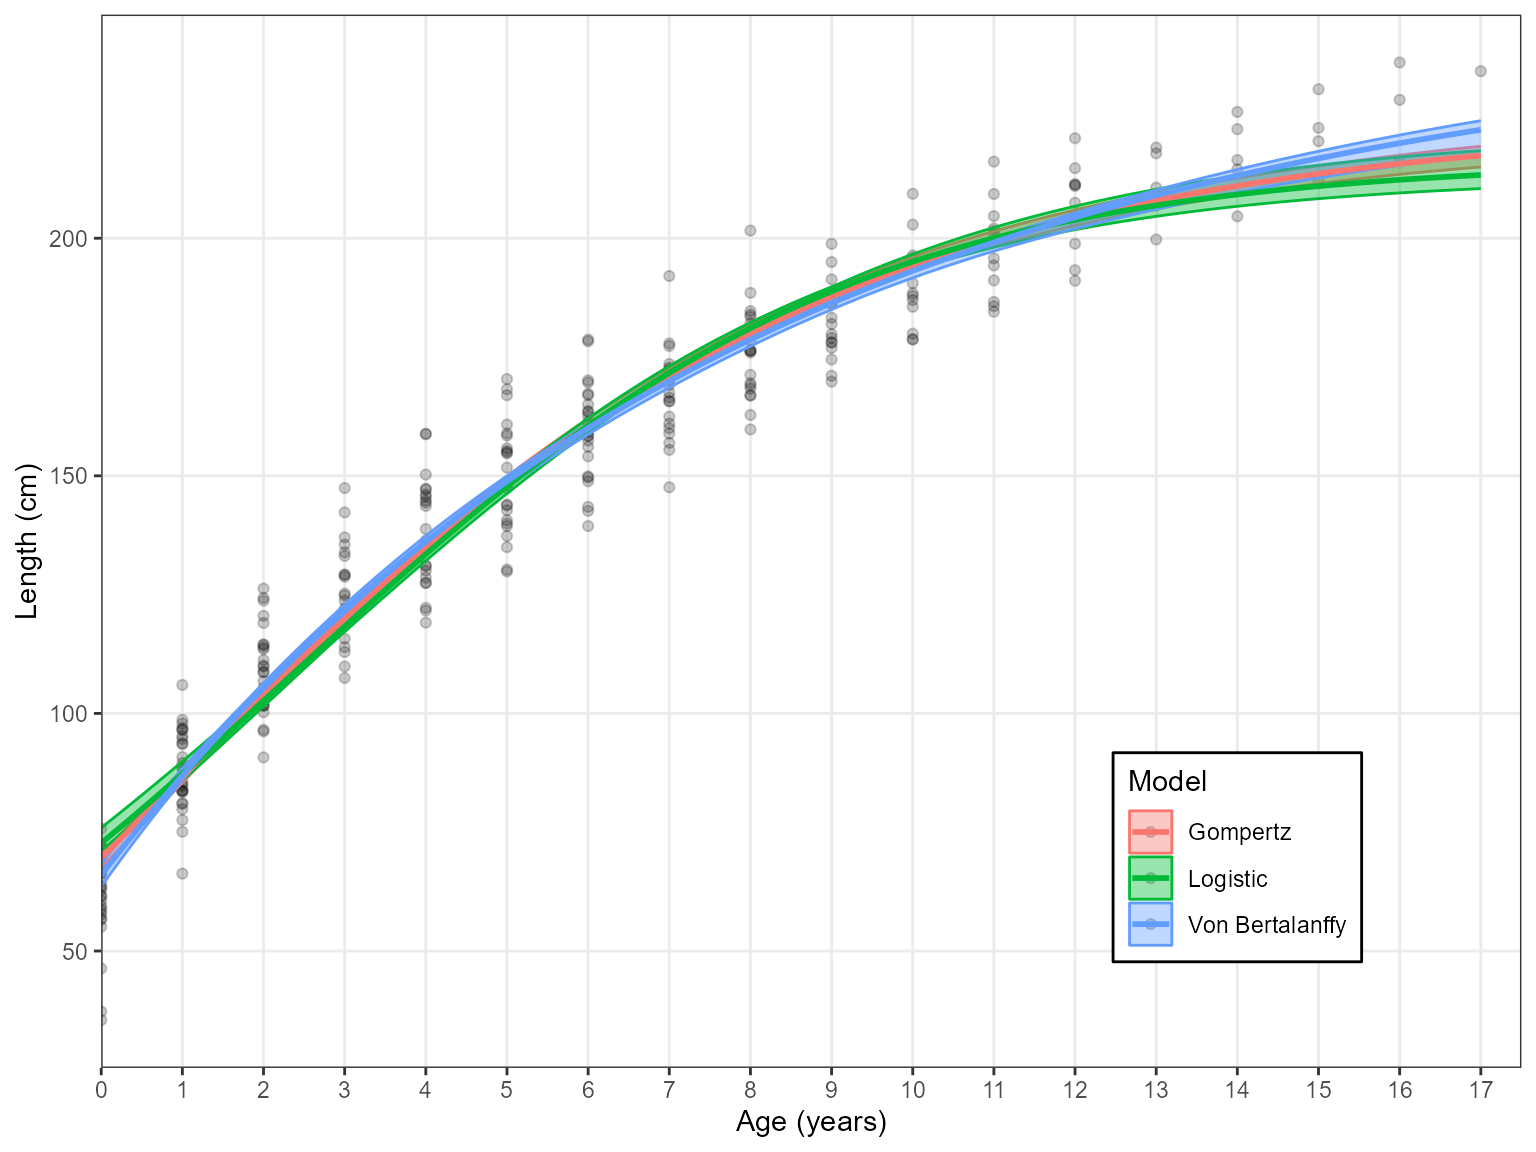 Length (cm)
200
150
100
50
Model
Gompertz
Logistic
Von Bertalanffy
0 1 2 3 4 5 6 7 8 9 10 11 12 13 14 15 16 17
Age (years)